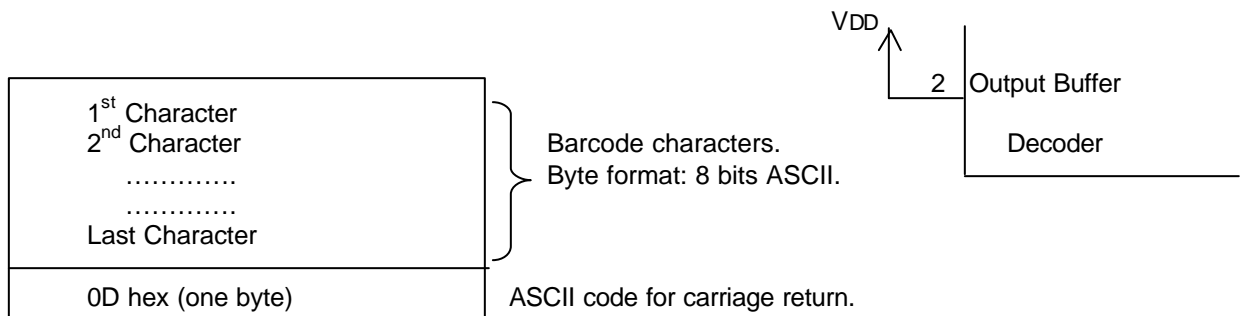 VDD
2 Output Buffer
Decoder
1st Character
2nd Character
………….
………….
Last Character
Barcode characters.
Byte format: 8 bits ASCII.
0D hex (one byte)
ASCII code for carriage return.